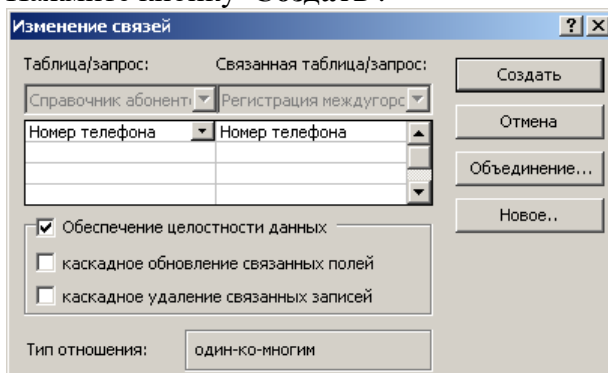 Нажмите кнопку "Создать".
Изменение связей
Таблица/запрос: Связанная таблица/запрос:
Справочник абонент Регистрация междугорс
Номер телефона Номер телефона
Создать
Отмена
Объединение...
Новое..
Обеспечение целостности данных
каскадное обновление связанных полей
каскадное удаление связанных записей
Тип отношения: один-ко-многим